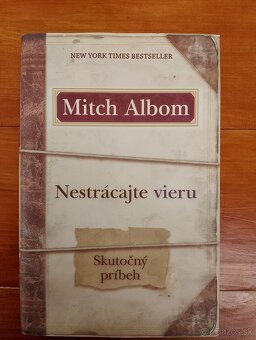 NEW YORK TIMES BESTSELLER
Mitch Albom
Nestrácajte vieru
Skutočný
príbeh